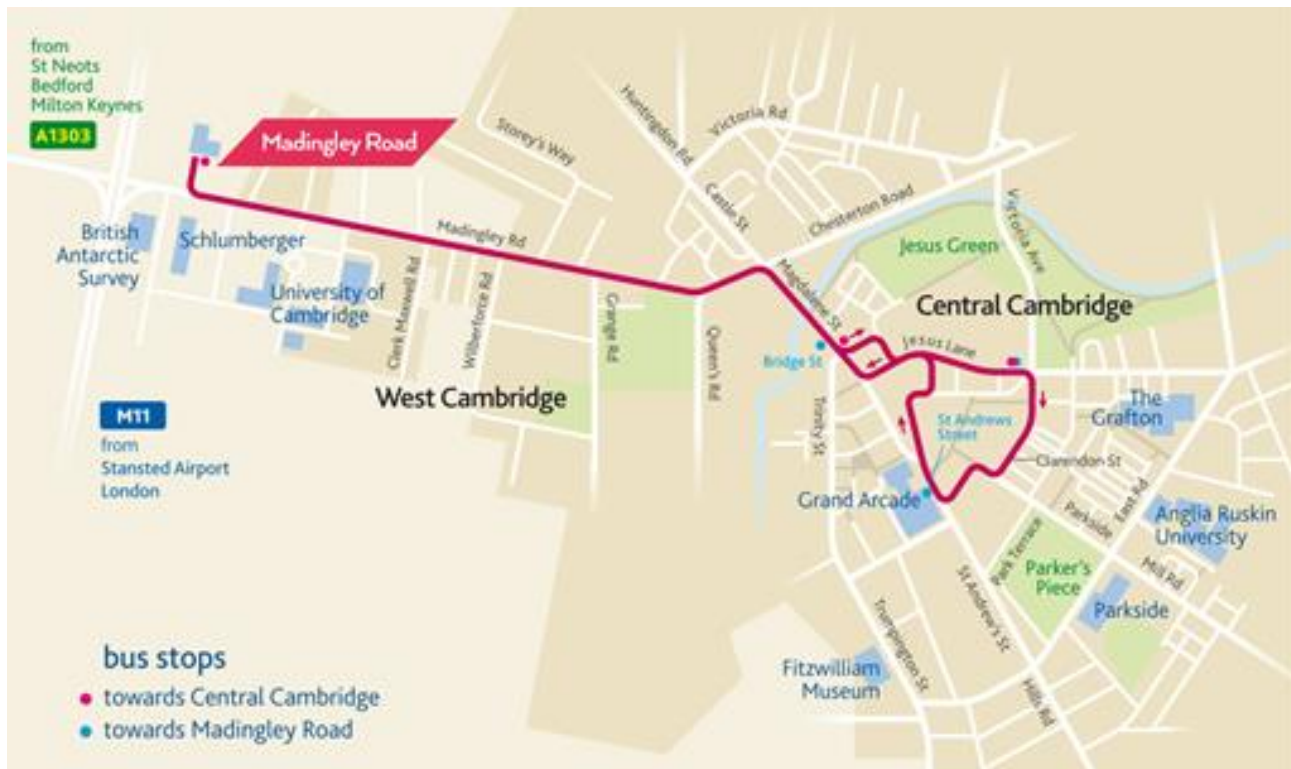 from
St Neots
Bedford
Milton Keynes
A1303
Madingley Road
Storey's Way
Huntingdon Rd
Victoria Rd
Castle St
Chesterton Road
Victoria Ave
Jesus Green
British
Antarctic
Survey
Schlumberger
University of
Cambridge
Madingley Rd
Clerk Maxwell Rd
Wilberforce Rd
Grange Rd
Queen's Rd
Magdalene St
Central Cambridge
Jesus Lane
Bridge St
West Cambridge
Trinity St
St Andrews
Street
The
Grafton
Clarendon St
M11
from
Stansted Airport
London
Grand Arcade
Parkside
East Rd
Anglia Ruskin
University
Park Terrace
Parker's
Piece
Mill Rd
Parkside
St Andrew's St
Trumpington St
Fitzwilliam
Museum
Hills Rd
bus stops
towards Central Cambridge
towards Madingley Road